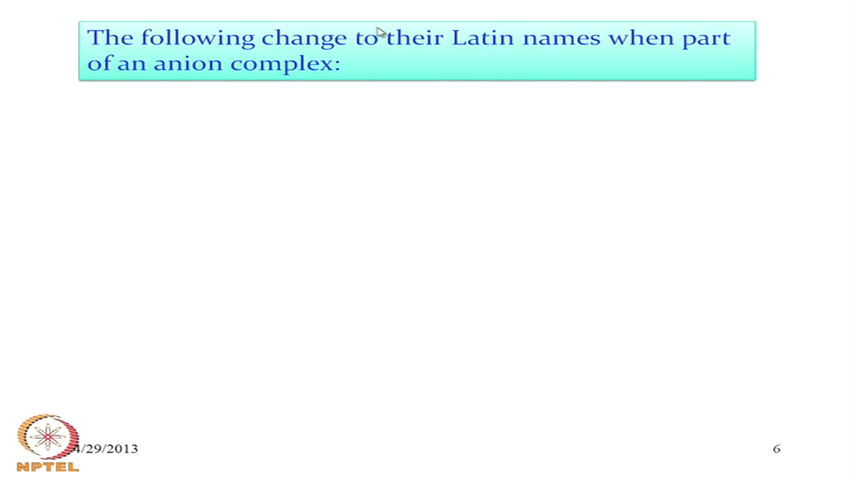 The following change to their Latin names when part
of an anion complex:
4/29/2013
6
NPTEL